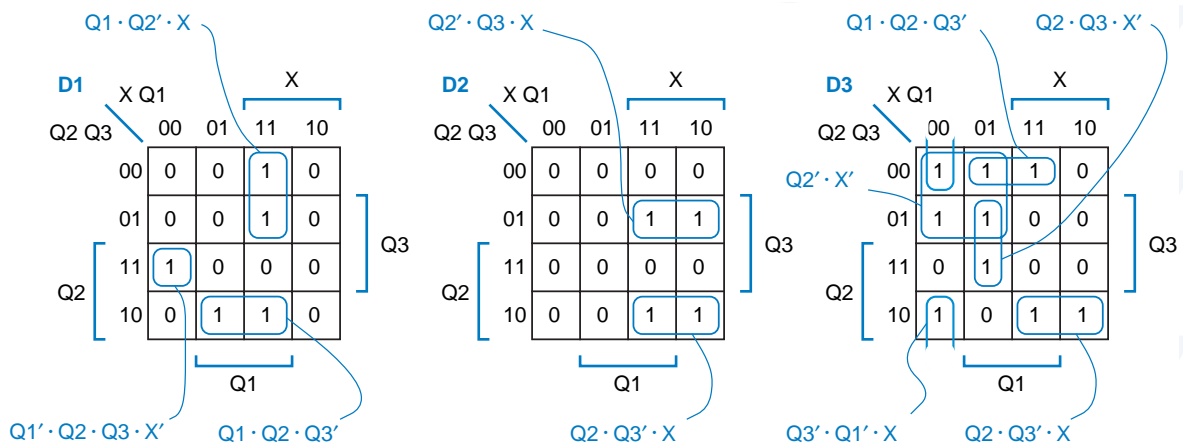 Q1 · Q2′ · X
D1
X
X Q1
Q2 Q3
00 01 11 10
00 0 0 1 0
01 0 0 1 0
11 1 0 0 0
10 0 1 1 0
Q3
Q2
Q1
Q1′ · Q2 · Q3 · X′
Q1 · Q2 · Q3′
Q2′ · Q3 · X
D2
X
X Q1
Q2 Q3
00 01 11 10
00 0 0 0 0
01 0 0 1 1
11 0 0 0 0
10 0 0 1 1
Q3
Q2
Q1
Q2 · Q3′ · X
Q1 · Q2 · Q3′
Q2 · Q3 · X′
D3
X
X Q1
Q2 Q3
00 01 11 10
00 1 1 1 0
Q2′ · X′
01 1 1 0 0
11 0 1 0 0
10 1 0 1 1
Q3
Q2
Q1
Q3′ · Q1′ · X
Q2 · Q3′ · X